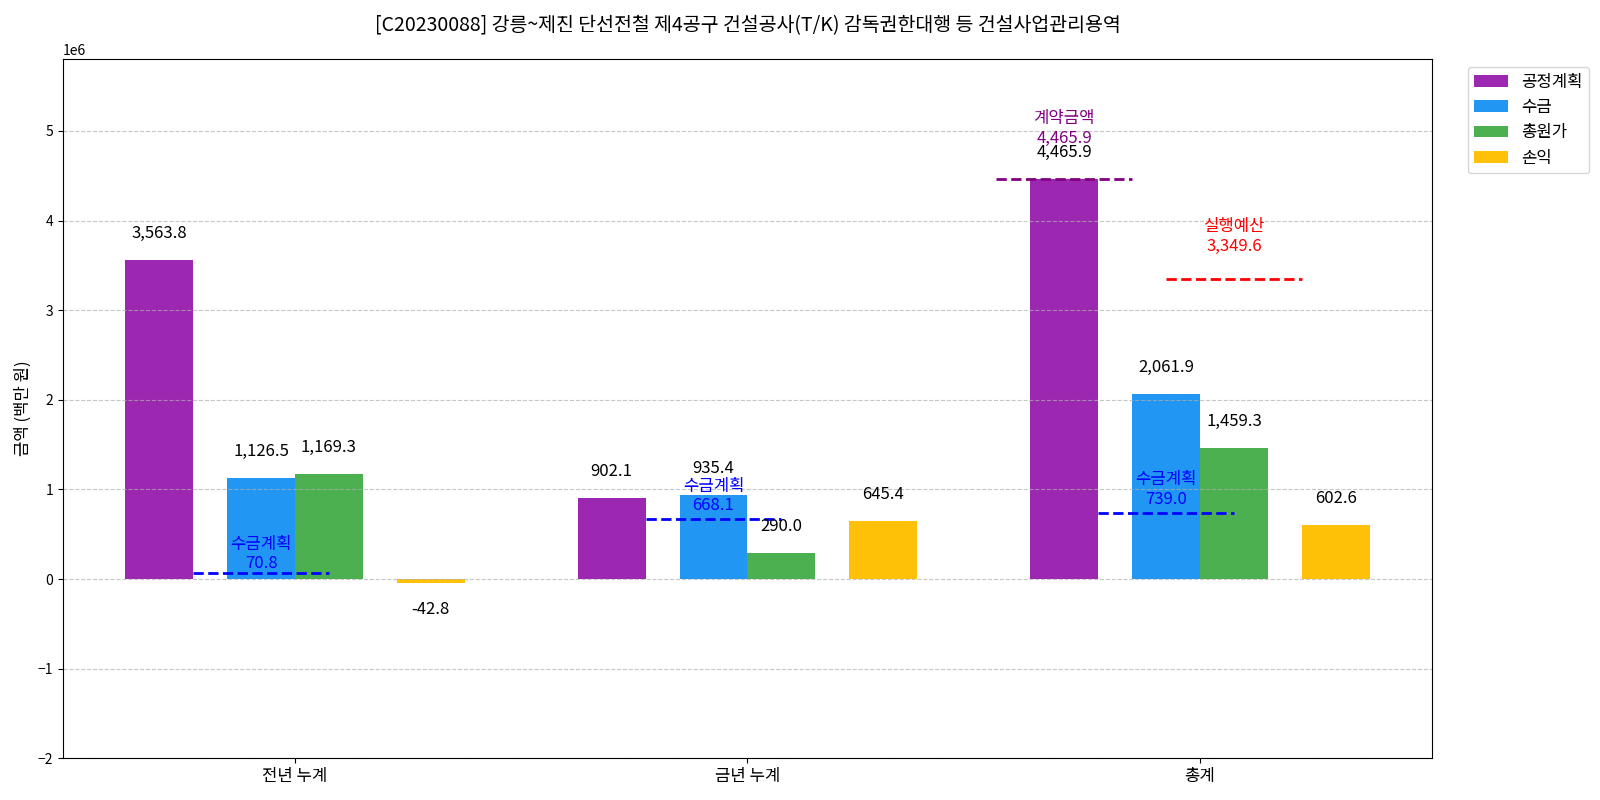 [C20230088] 강릉~제진 단선전철 제4공구 건설공사(T/K) 감독권한대행 등 건설사업관리용역
1e6
공정계획
수금
총원가
손익
금액 (백만 원)
5
4
3
2
1
0
−1
−2
3,563.8
1,126.5
1,169.3
수금계획
70.8
-42.8
902.1
935.4
수금계획
668.1
290.0
645.4
계약금액
4,465.9
4,465.9
실행예산
3,349.6
2,061.9
1,459.3
수금계획
739.0
602.6
전년 누계
금년 누계
총계